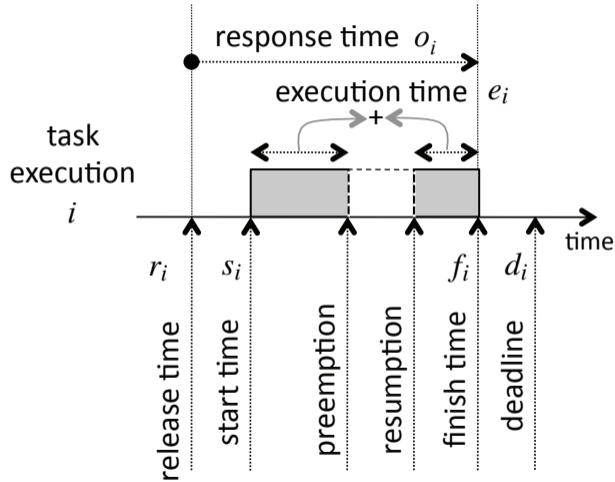 response time o_i
execution time e_i
+
task
execution
i
time
r_i
s_i
f_i
d_i
release time
start time
preemption
resumption
finish time
deadline